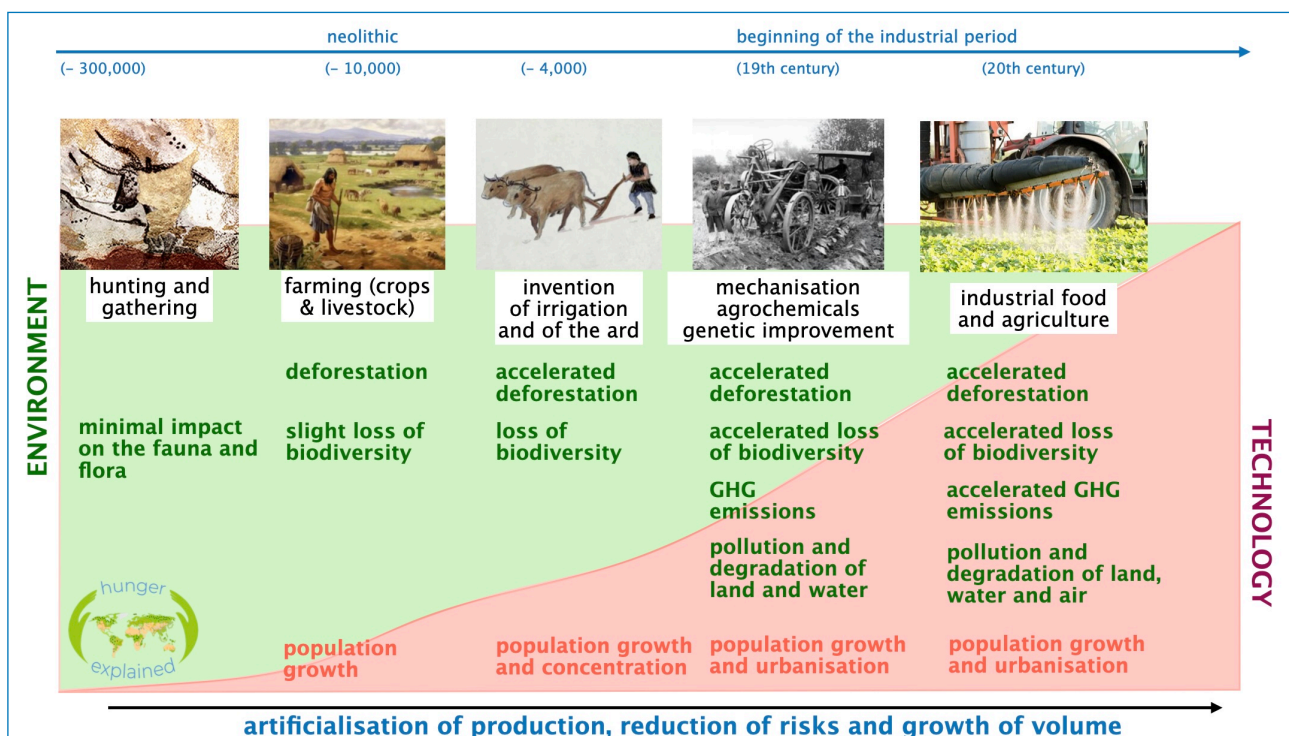 neolithic
beginning of the industrial period
(– 300,000)
(– 10,000)
(– 4,000)
(19th century)
(20th century)
hunting and
gathering
farming (crops
& livestock)
invention
of irrigation
and of the ard
mechanisation
agrochemicals
genetic improvement
industrial food
and agriculture
ENVIRONMENT
minimal impact
on the fauna and
flora
deforestation
slight loss of
biodiversity
accelerated
deforestation
loss of
biodiversity
accelerated
deforestation
accelerated loss
of biodiversity
GHG
emissions
pollution and
degradation of
land and water
accelerated
deforestation
accelerated loss
of biodiversity
accelerated GHG
emissions
pollution and
degradation of land,
water and air
TECHNOLOGY
hunger
explained
population
growth
population growth
and concentration
population growth
and urbanisation
population growth
and urbanisation
artificialisation of production, reduction of risks and growth of volume